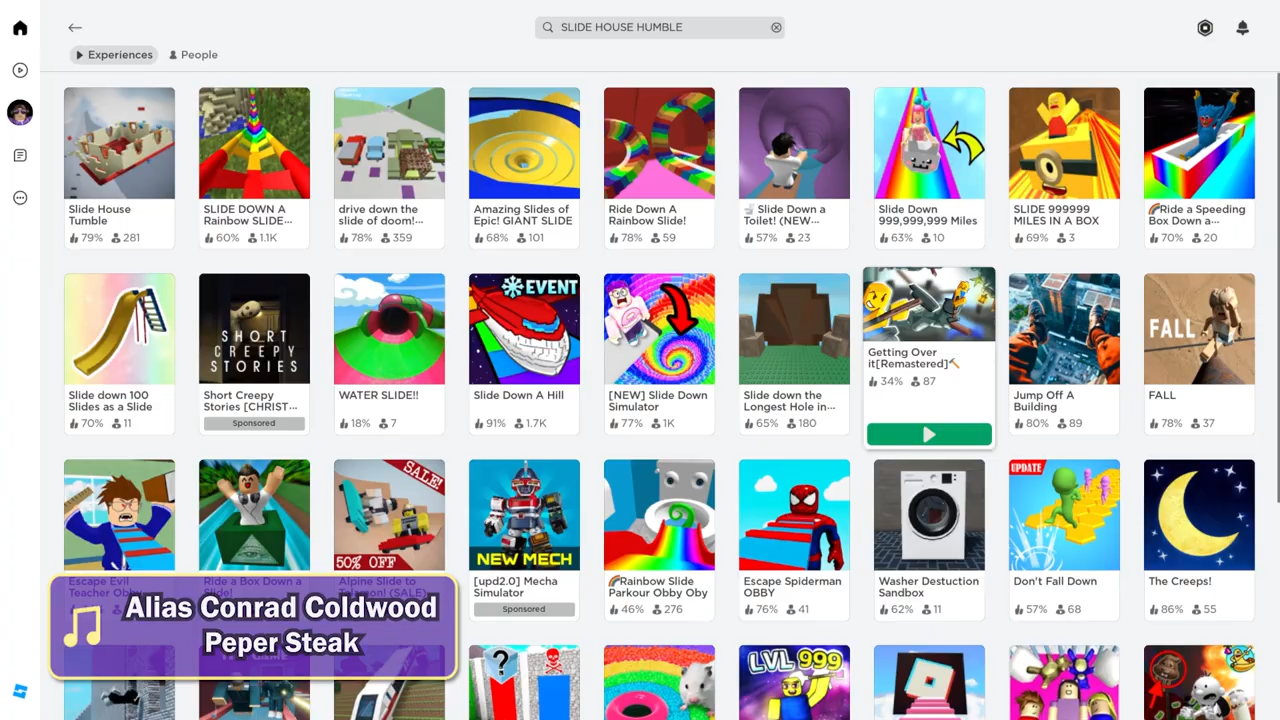 SLIDE HOUSE HUMBLE
Experiences
People
Slide House
Tumble
79% 281
SLIDE DOWN A
Rainbow SLIDE…
60% 1.1K
drive down the
slide of doom!…
78% 359
Amazing Slides of
Epic! GIANT SLIDE
68% 101
Ride Down A
Rainbow Slide!
78% 59
🚽 Slide Down a
Toilet! (NEW…
57% 23
Slide Down
999,999,999 Miles
63% 10
SLIDE 999999
MILES IN A BOX
69% 3
🌈Ride a Speeding
Box Down a…
70% 20
Slide down 100
Slides as a Slide
70% 11
SHORT
CREEPY
STORIES
Short Creepy
Stories [CHRIST…
Sponsored
WATER SLIDE!!
18% 7
EVENT
Slide Down A Hill
91% 1.7K
[NEW] Slide Down
Simulator
77% 1K
Slide down the
Longest Hole in…
65% 180
Getting Over
it[Remastered]🔨
34% 87
Jump Off A
Building
80% 89
FALL
FALL
78% 37
Escape Evil
Teacher Obby
Ride a Box Down a
SALE!
50% OFF
Alpine Slide to
Telamon! (SALE)
NEW MECH
[upd2.0] Mecha
Simulator
Sponsored
🌈Rainbow Slide
Parkour Obby Oby
46% 276
Escape Spiderman
OBBY
76% 41
Washer Destuction
Sandbox
62% 11
UPDATE
Don't Fall Down
57% 68
The Creeps!
86% 55
Alias Conrad Coldwood
Peper Steak
?
LVL 999